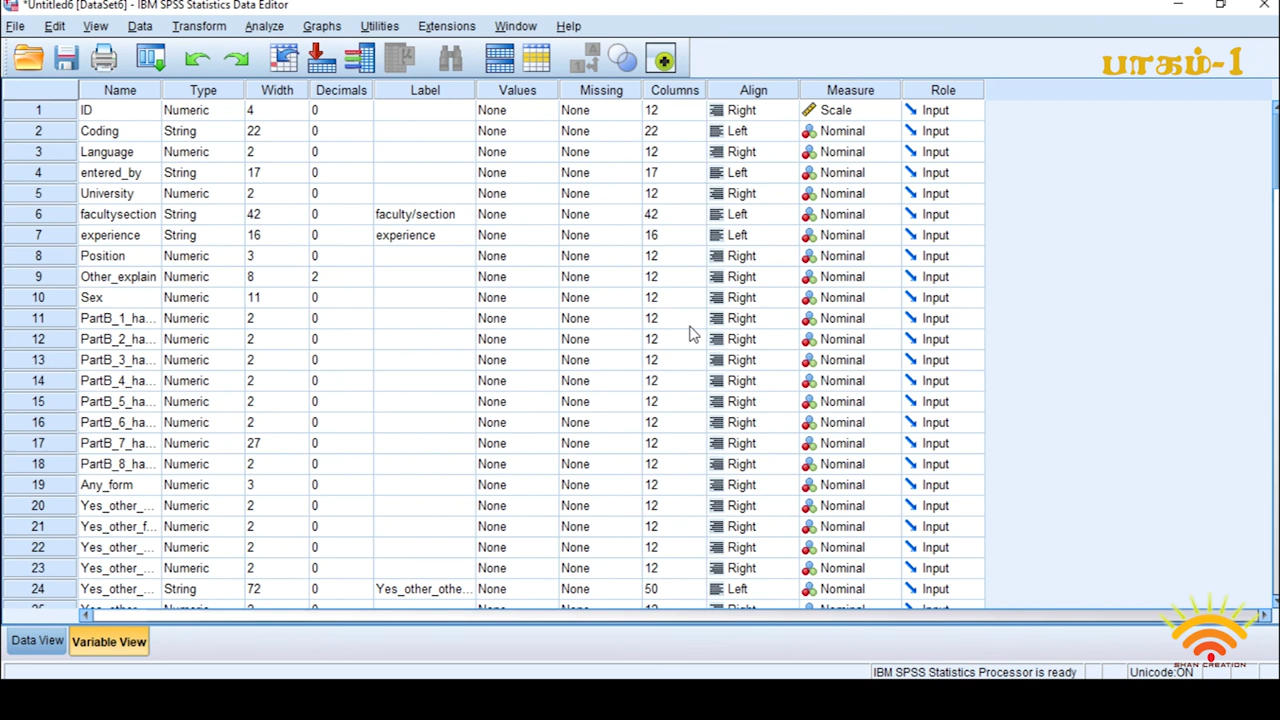 *Untitled6 [DataSet6] - IBM SPSS Statistics Data Editor
File Edit View Data Transform Analyze Graphs Utilities Extensions Window Help
பாகம்-1
Name Type Width Decimals Label Values Missing Columns Align Measure Role
1 ID Numeric 4 0 None None 12 Right Scale Input
2 Coding String 22 0 None None 22 Left Nominal Input
3 Language Numeric 2 0 None None 12 Right Nominal Input
4 entered_by String 17 0 None None 17 Left Nominal Input
5 University Numeric 2 0 None None 12 Right Nominal Input
6 facultysection String 42 0 faculty/section None None 42 Left Nominal Input
7 experience String 16 0 experience None None 16 Left Nominal Input
8 Position Numeric 3 0 None None 12 Right Nominal Input
9 Other_explain Numeric 8 2 None None 12 Right Nominal Input
10 Sex Numeric 11 0 None None 12 Right Nominal Input
11 PartB_1_ha... Numeric 2 0 None None 12 Right Nominal Input
12 PartB_2_ha... Numeric 2 0 None None 12 Right Nominal Input
13 PartB_3_ha... Numeric 2 0 None None 12 Right Nominal Input
14 PartB_4_ha... Numeric 2 0 None None 12 Right Nominal Input
15 PartB_5_ha... Numeric 2 0 None None 12 Right Nominal Input
16 PartB_6_ha... Numeric 2 0 None None 12 Right Nominal Input
17 PartB_7_ha... Numeric 27 0 None None 12 Right Nominal Input
18 PartB_8_ha... Numeric 2 0 None None 12 Right Nominal Input
19 Any_form Numeric 3 0 None None 12 Right Nominal Input
20 Yes_other_... Numeric 2 0 None None 12 Right Nominal Input
21 Yes_other_f... Numeric 2 0 None None 12 Right Nominal Input
22 Yes_other_... Numeric 2 0 None None 12 Right Nominal Input
23 Yes_other_... Numeric 2 0 None None 12 Right Nominal Input
24 Yes_other_... String 72 0 Yes_other_othe... None None 50 Left Nominal Input
Data View Variable View
SHAN CREATION
IBM SPSS Statistics Processor is ready Unicode:ON